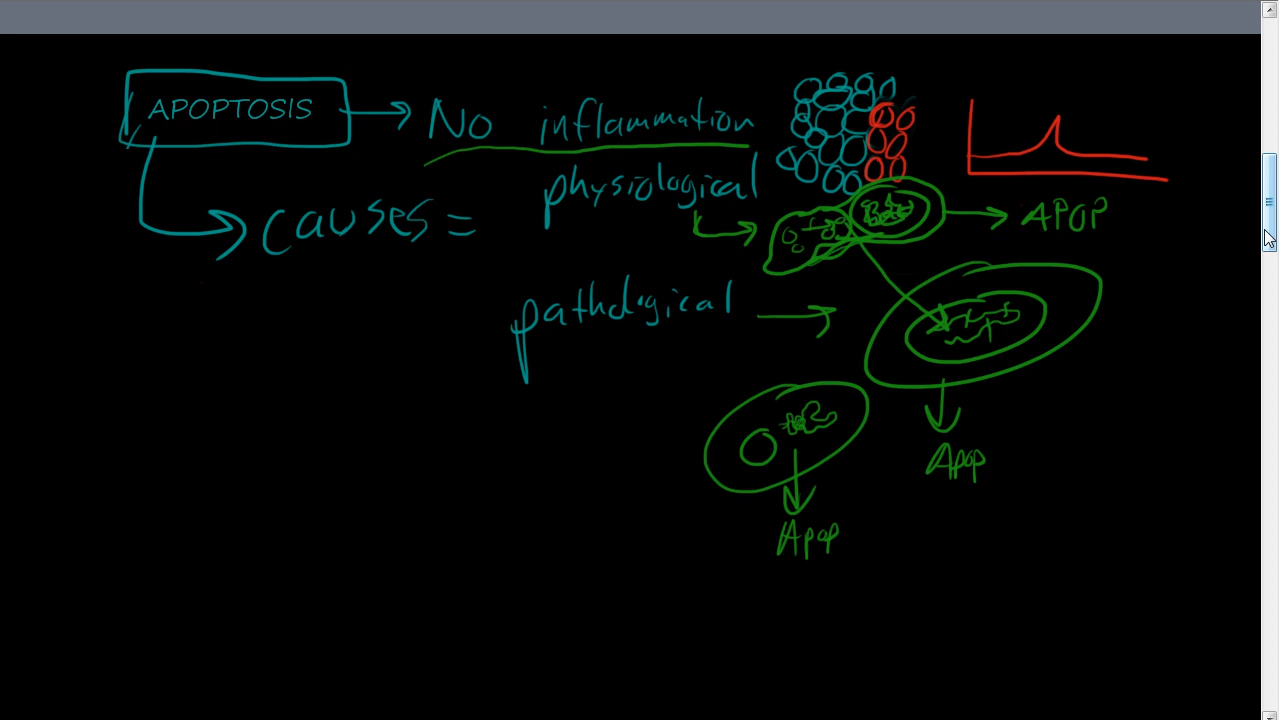 APOPTOSIS
No inflammation
causes = physiological
APOP
pathological
Apop
Apop